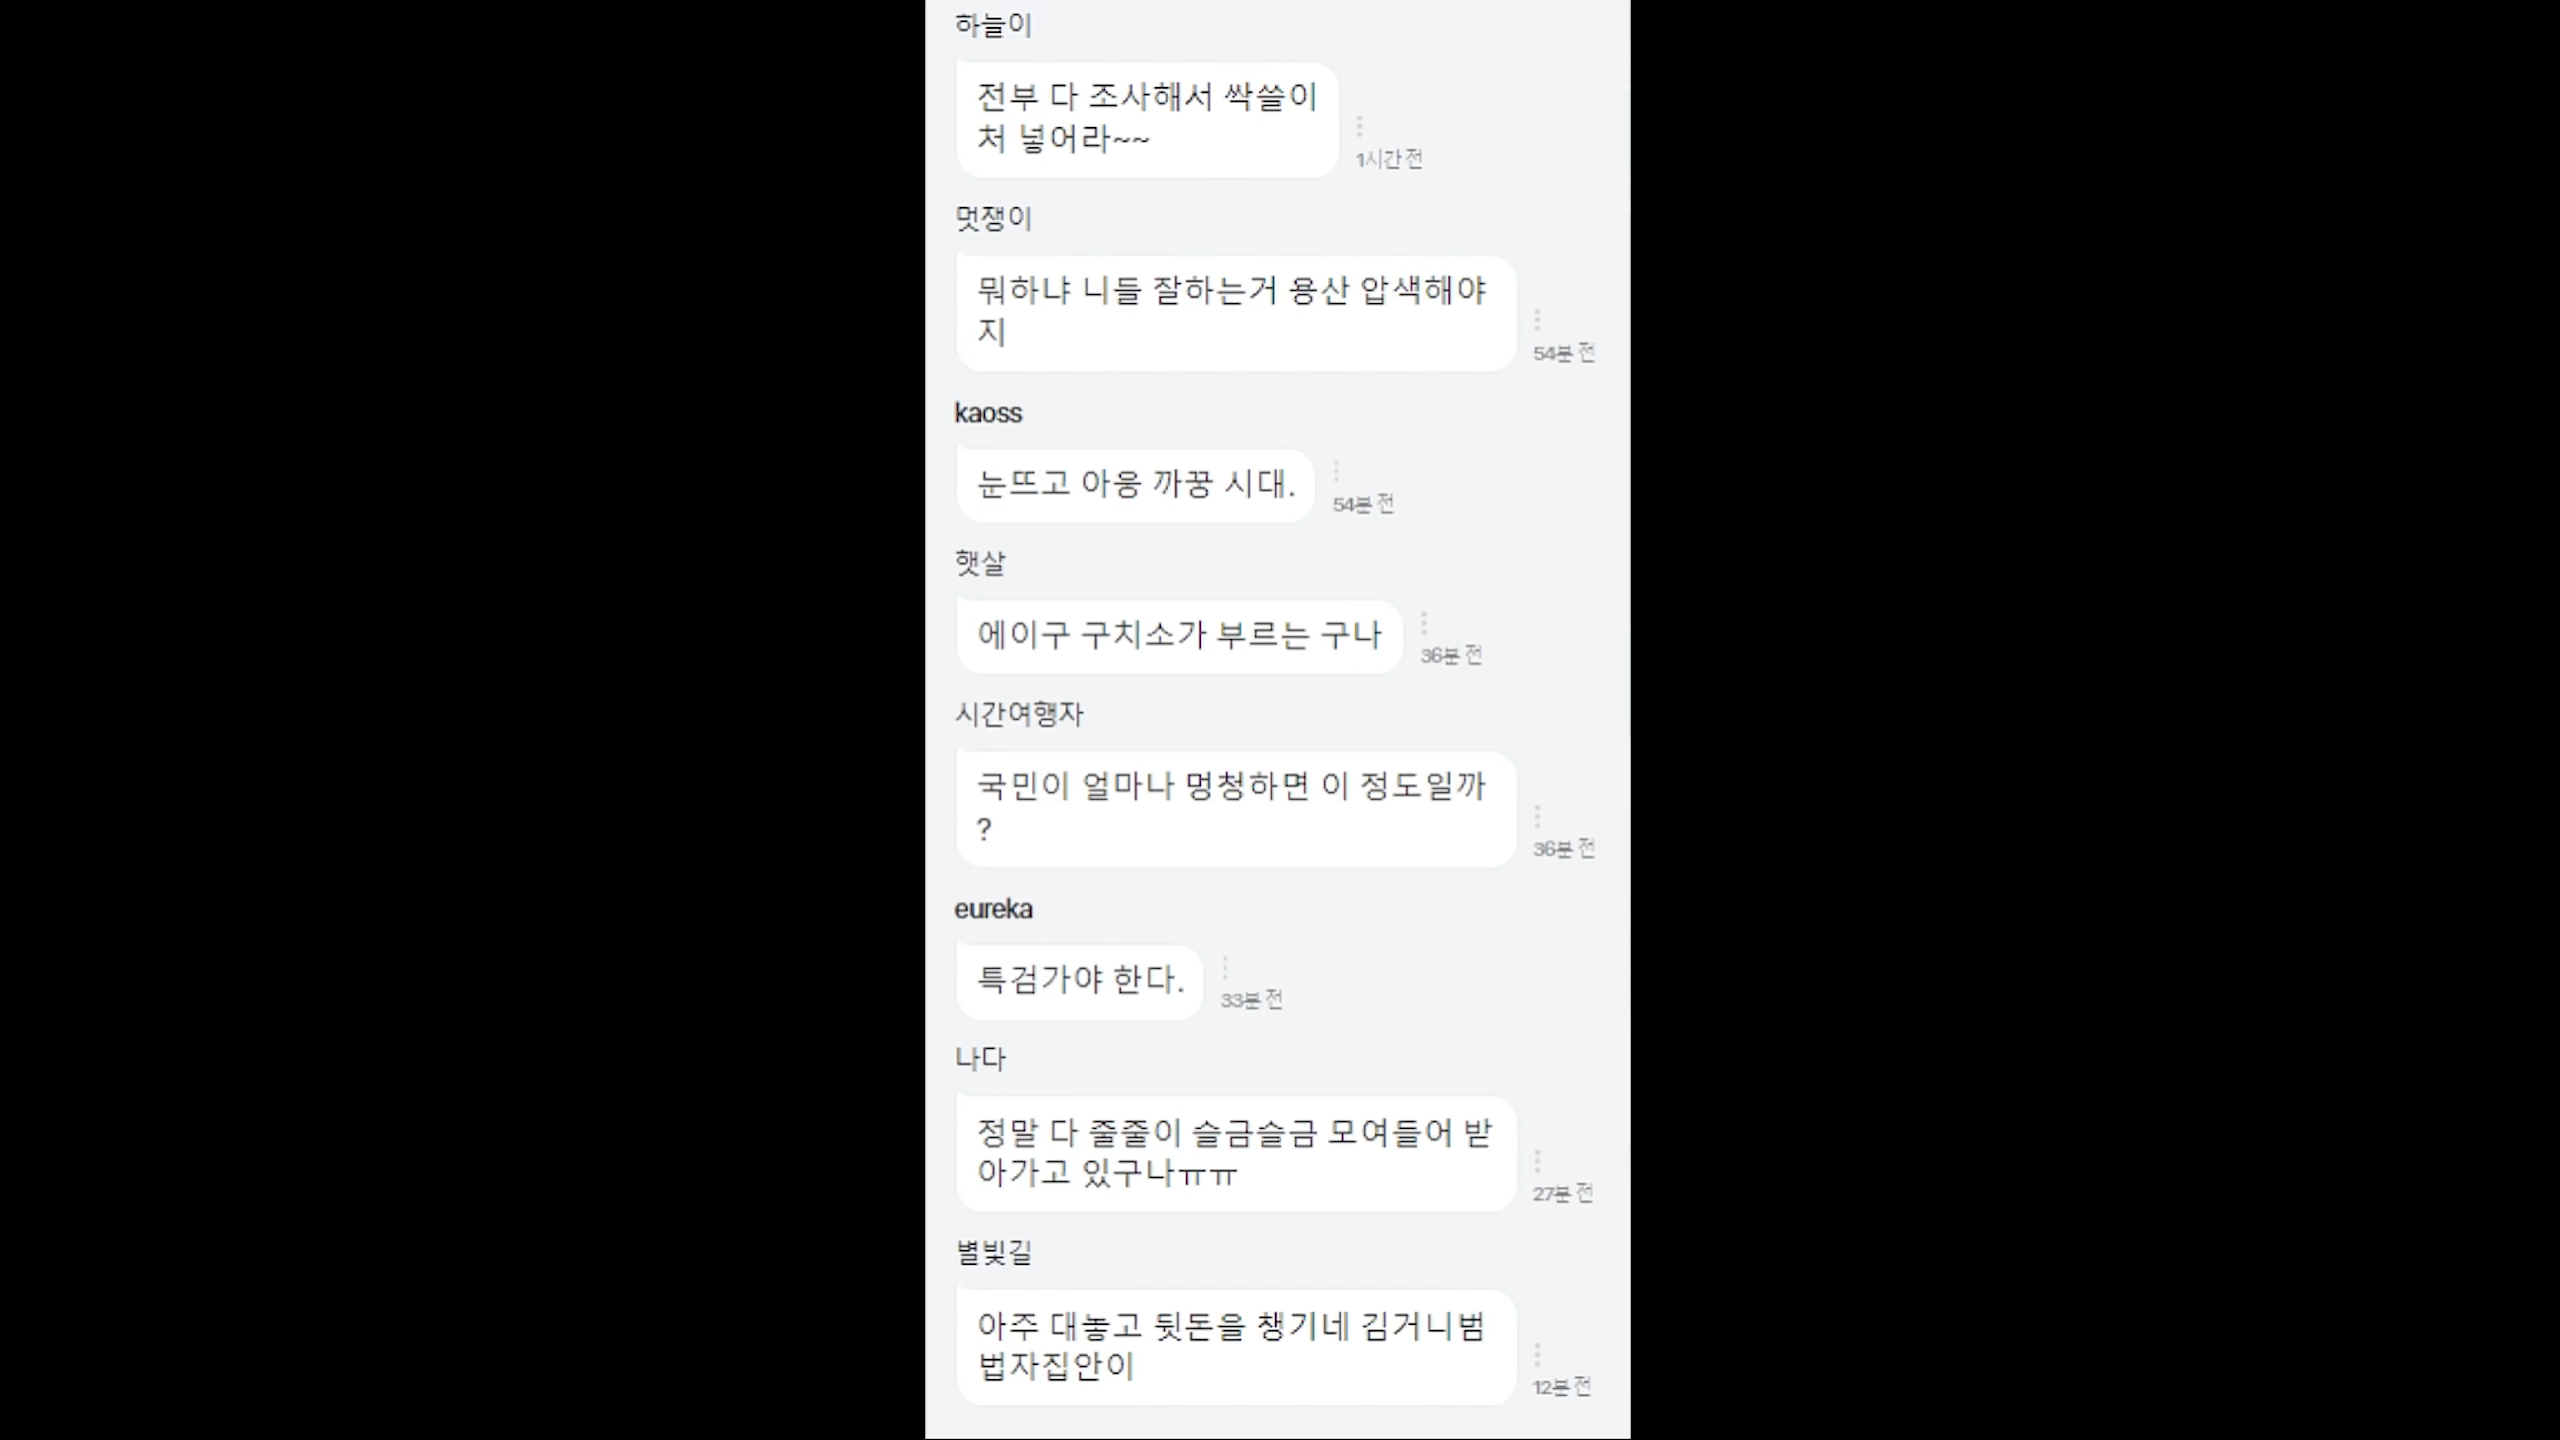 하늘이
전부 다 조사해서 싹쓸이
처 넣어라~~
1시간 전
멋쟁이
뭐하냐 니들 잘하는거 용산 압색해야
지
54분 전
kaoss
눈뜨고 아웅 까꿍 시대.
54분 전
햇살
에이구 구치소가 부르는 구나
36분 전
시간여행자
국민이 얼마나 멍청하면 이 정도일까
?
36분 전
eureka
특검가야 한다.
33분 전
나다
정말 다 줄줄이 슬금슬금 모여들어 받
아가고 있구나ㅠㅠ
27분 전
별빛길
아주 대놓고 뒷돈을 챙기네 김거니범
법자집안이
12분 전